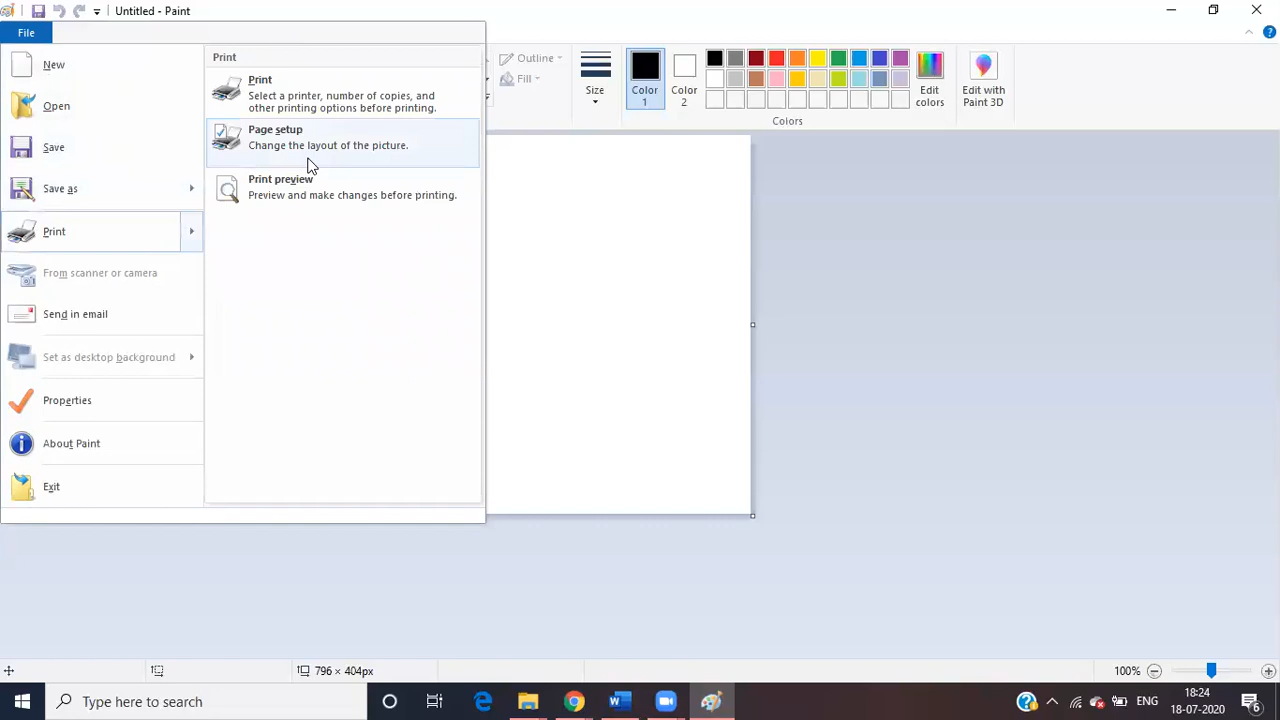 Untitled - Paint
File
New
Open
Save
Save as
Print
From scanner or camera
Send in email
Set as desktop background
Properties
About Paint
Exit
Print
Print
Select a printer, number of copies, and
other printing options before printing.
Page setup
Change the layout of the picture.
Print preview
Preview and make changes before printing.
Outline
Fill
Size
Color
1
Color
2
Edit
colors
Edit with
Paint 3D
Colors
796 × 404px
100%
Type here to search
ENG
18:24
18-07-2020
6